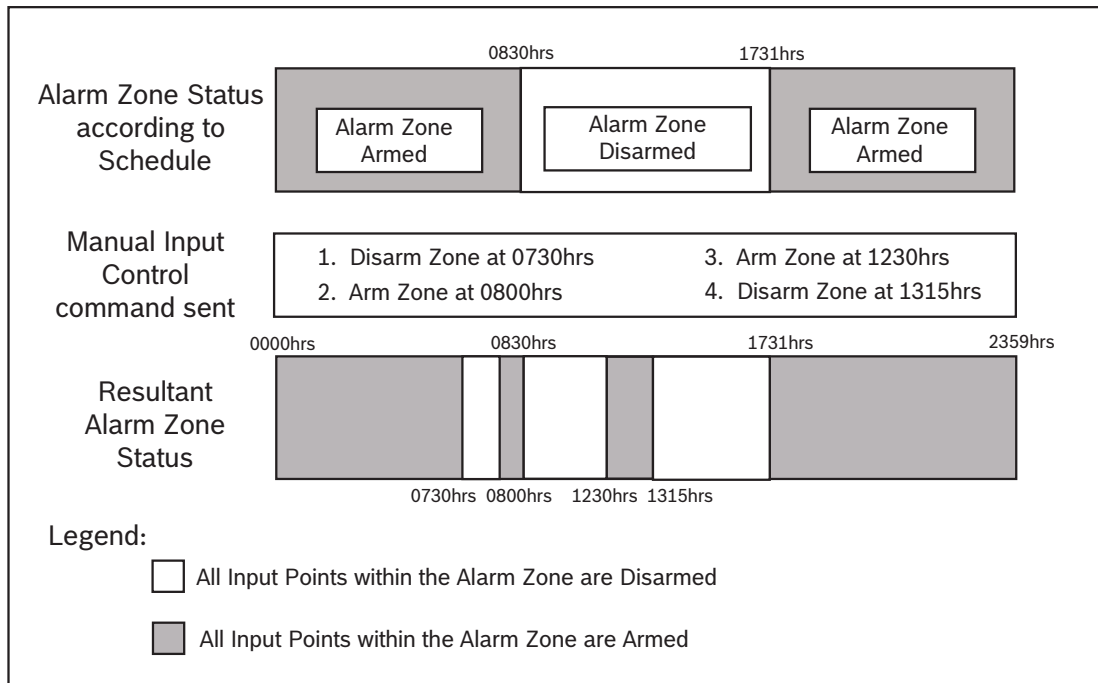 0830hrs 1731hrs
Alarm Zone Status
according to
Schedule
Alarm Zone
Armed
Alarm Zone
Disarmed
Alarm Zone
Armed
Manual Input
Control
command sent
1. Disarm Zone at 0730hrs
2. Arm Zone at 0800hrs
3. Arm Zone at 1230hrs
4. Disarm Zone at 1315hrs
0000hrs 0830hrs 1731hrs 2359hrs
Resultant
Alarm Zone
Status
0730hrs 0800hrs 1230hrs 1315hrs
Legend:
All Input Points within the Alarm Zone are Disarmed
All Input Points within the Alarm Zone are Armed